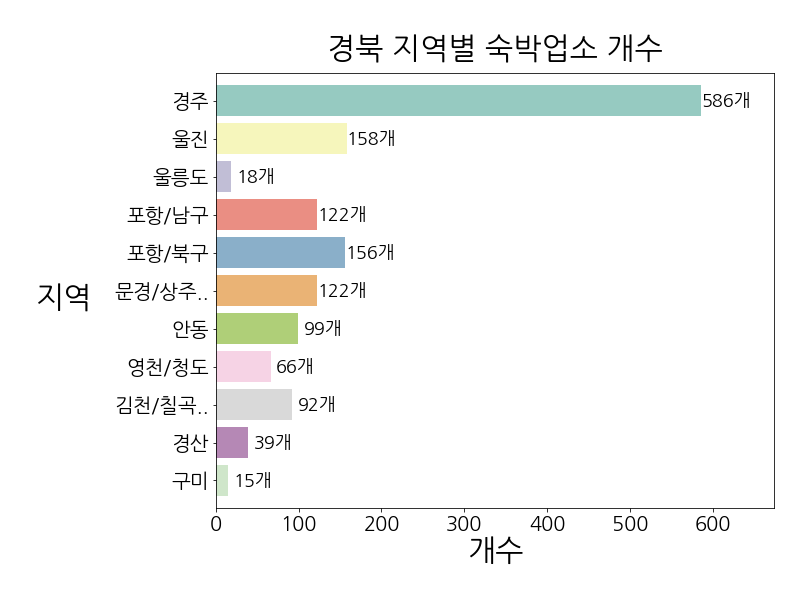 경북 지역별 숙박업소 개수
경주 586개
울진 158개
울릉도 18개
포항/남구 122개
포항/북구 156개
지역
문경/상주.. 122개
안동 99개
영천/청도 66개
김천/칠곡.. 92개
경산 39개
구미 15개
0 100 200 300 400 500 600
개수